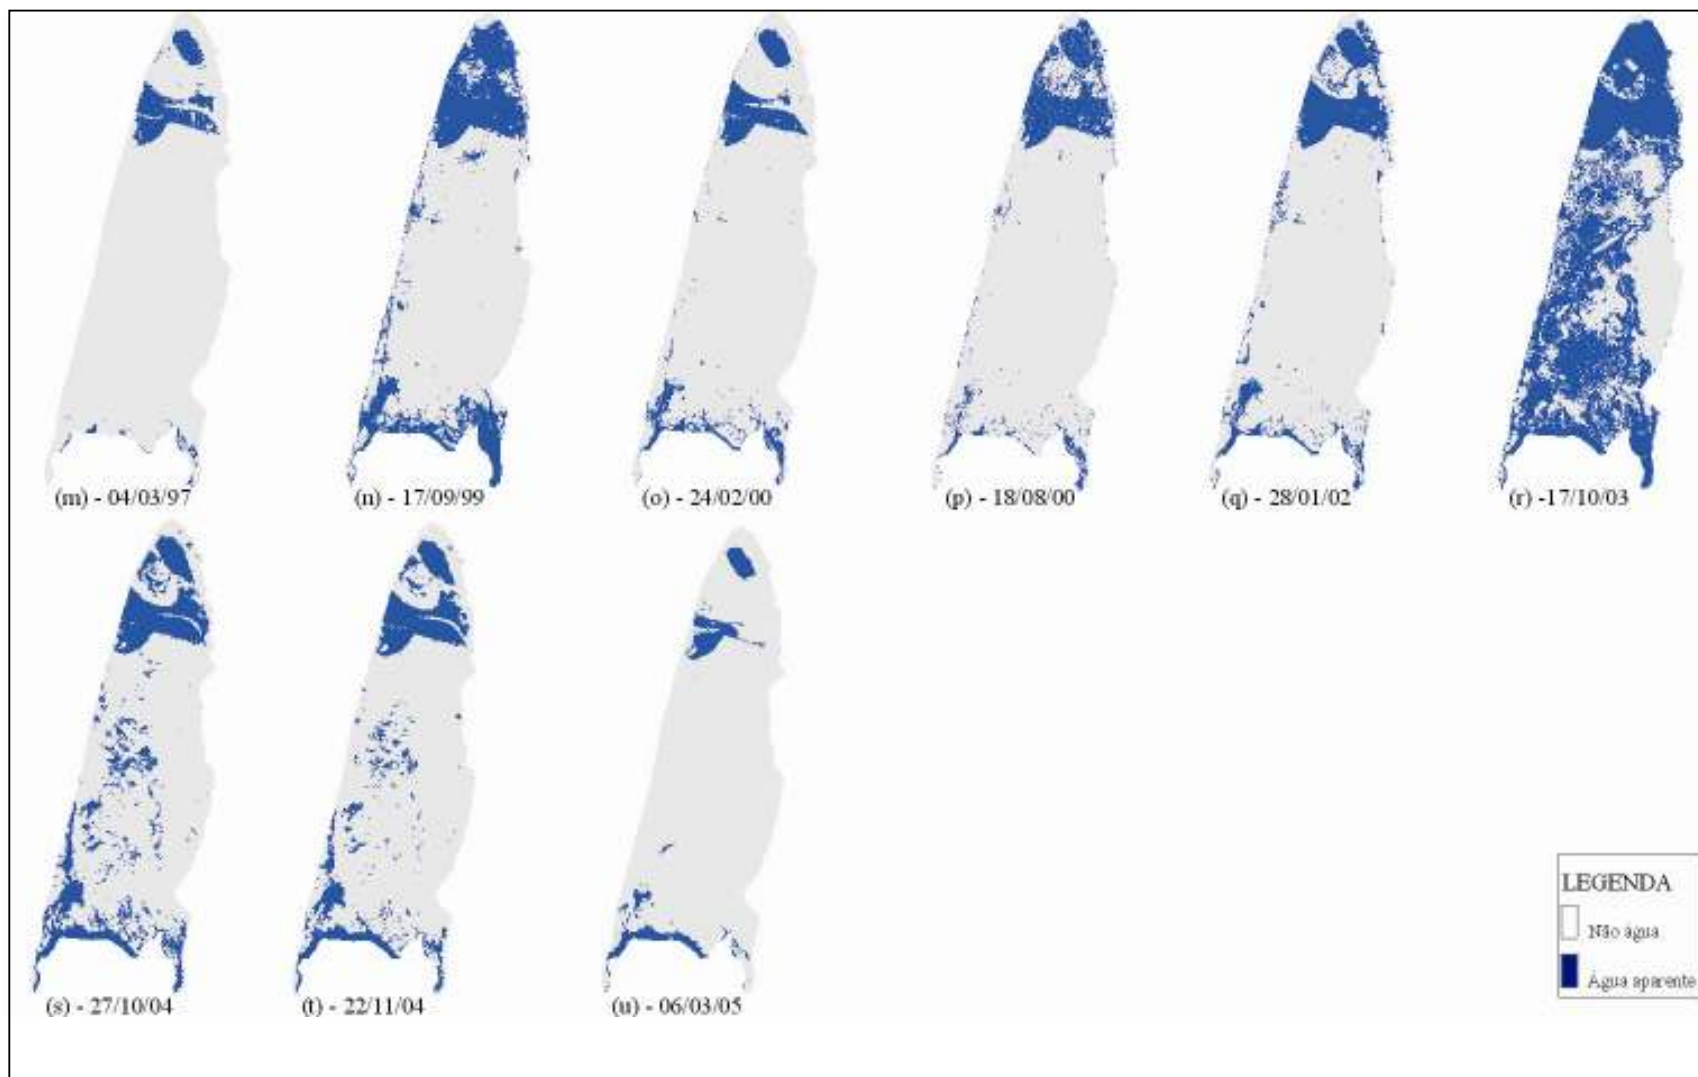 (m) - 04/03/97
(n) - 17/09/99
(o) - 24/02/00
(p) - 18/08/00
(q) - 28/01/02
(r) -17/10/03
(s) - 27/10/04
(t) - 22/11/04
(u) - 06/03/05
LEGENDA
Não água
Água aparente